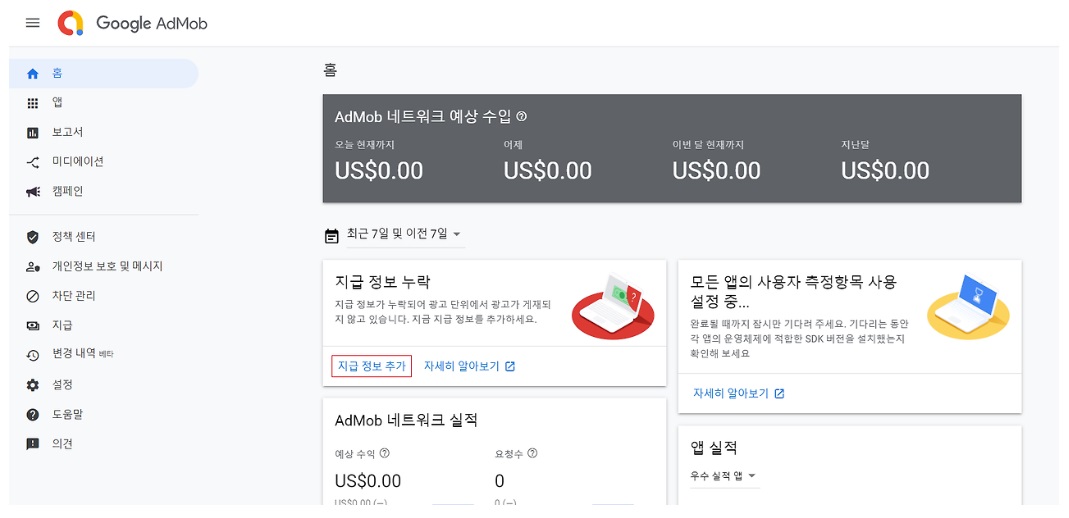 Google AdMob
홈
앱
보고서
미디에이션
캠페인
정책 센터
개인정보 보호 및 메시지
차단 관리
지급
변경 내역 베타
설정
도움말
의견
홈
AdMob 네트워크 예상 수입
오늘 현재까지
어제
이번 달 현재까지
지난달
US$0.00
US$0.00
US$0.00
US$0.00
최근 7일 및 이전 7일
지급 정보 누락
지급 정보가 누락되어 광고 단위에서 광고가 게재되
지 않고 있습니다. 지금 지급 정보를 추가하세요.
지급 정보 추가
자세히 알아보기
모든 앱의 사용자 측정항목 사용
설정 중...
완료될 때까지 잠시만 기다려 주세요. 기다리는 동안
각 앱의 운영체제에 적합한 SDK 버전을 설치했는지
확인해 보세요
자세히 알아보기
AdMob 네트워크 실적
예상 수익
요청수
US$0.00
0
US$0.00 (—)
0 (—)
앱 실적
우수 실적 앱